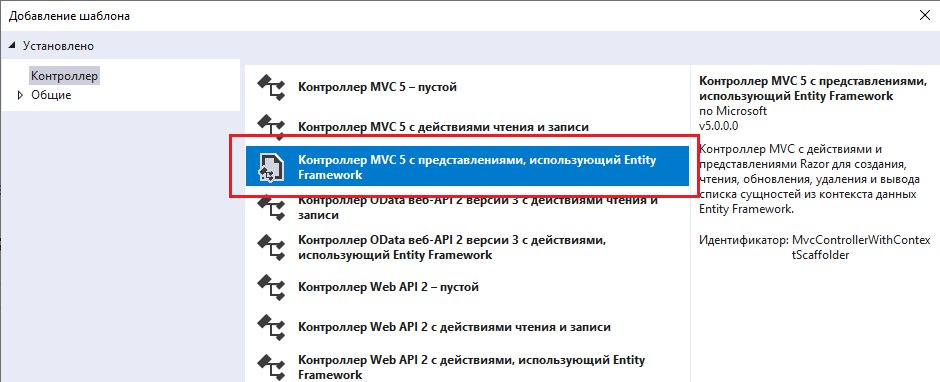 Добавление шаблона
Установлено
Контроллер
Общие
Контроллер MVC 5 – пустой
Контроллер MVC 5 с действиями чтения и записи
Контроллер MVC 5 с представлениями, использующий Entity
Framework
Контроллер OData веб-API 2 версии 3 с действиями чтения и
записи
Контроллер OData веб-API 2 версии 3 с действиями,
использующий Entity Framework
Контроллер Web API 2 – пустой
Контроллер Web API 2 с действиями чтения и записи
Контроллер Web API 2 с действиями, использующий Entity
Framework
Контроллер MVC 5 с представлениями,
использующий Entity Framework
по Microsoft
v5.0.0.0
Контроллер MVC с действиями и
представлениями Razor для создания,
чтения, обновления, удаления и вывода
списка сущностей из контекста данных
Entity Framework.
Идентификатор: MvcControllerWithContex
tScaffolder